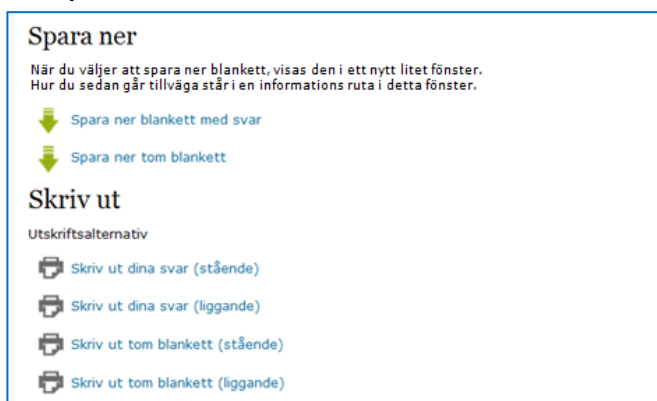 Spara ner
När du väljer att spara ner blankett, visas den i ett nytt litet fönster.
Hur du sedan går tillväga står i en informations ruta i detta fönster.
Spara ner blankett med svar
Spara ner tom blankett
Skriv ut
Utskriftsalternativ
Skriv ut dina svar (stående)
Skriv ut dina svar (liggande)
Skriv ut tom blankett (stående)
Skriv ut tom blankett (liggande)